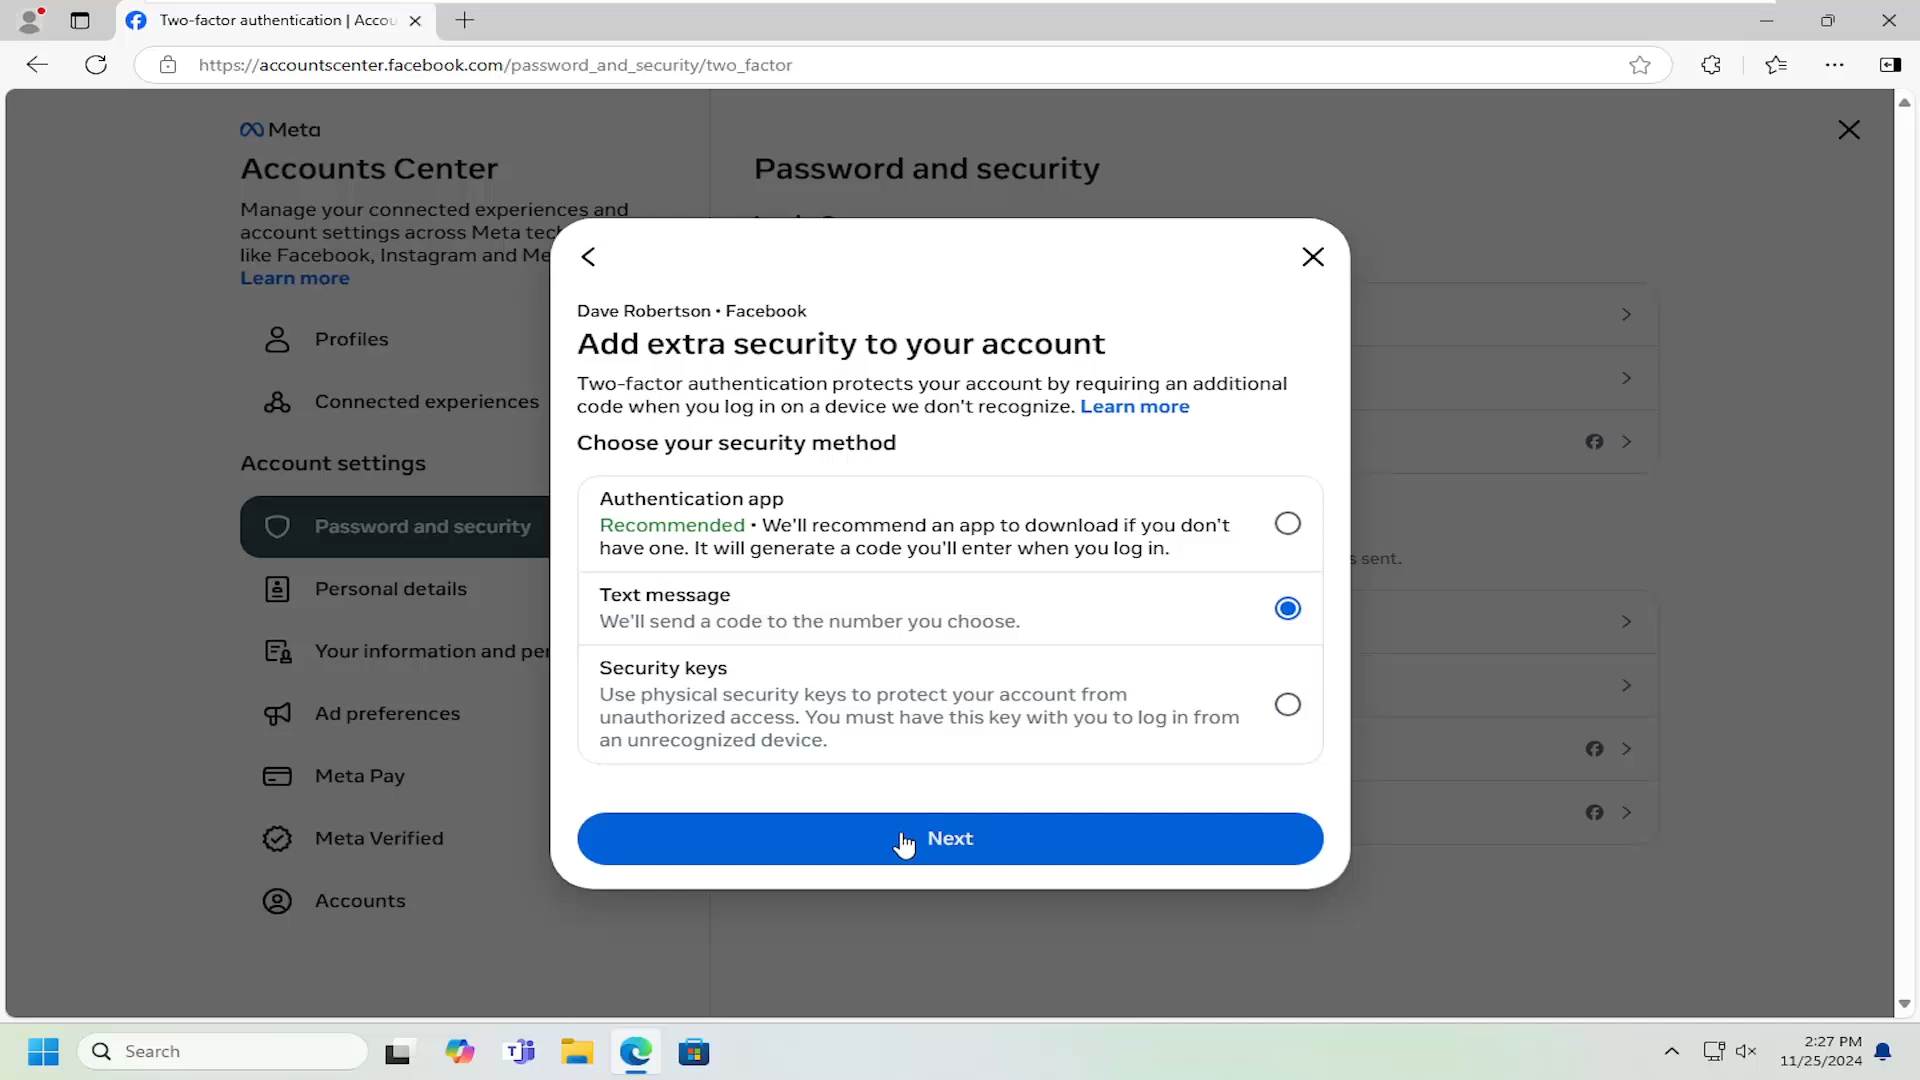 Two-factor authentication | Accou
https://accountscenter.facebook.com/password_and_security/two_factor
Meta
Accounts Center
Manage your connected experiences and
account settings across Meta tec
like Facebook, Instagram and Me
Learn more
Profiles
Connected experiences
Account settings
Password and security
Personal details
Your information and per
Ad preferences
Meta Pay
Meta Verified
Accounts
Password and security
s sent.
Dave Robertson • Facebook
Add extra security to your account
Two-factor authentication protects your account by requiring an additional
code when you log in on a device we don't recognize. Learn more
Choose your security method
Authentication app
Recommended • We'll recommend an app to download if you don't
have one. It will generate a code you'll enter when you log in.
Text message
We'll send a code to the number you choose.
Security keys
Use physical security keys to protect your account from
unauthorized access. You must have this key with you to log in from
an unrecognized device.
Next
Search
2:27 PM
11/25/2024